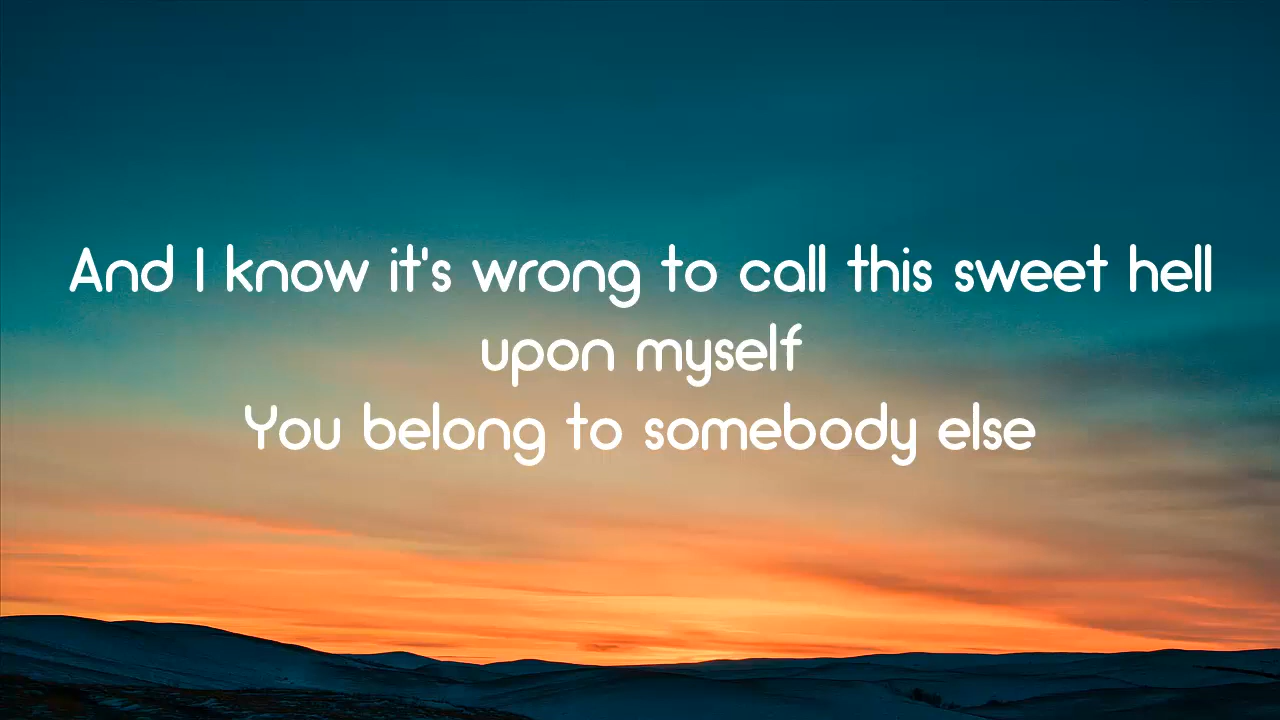 And I know it's wrong to call this sweet hell
upon myself
You belong to somebody else